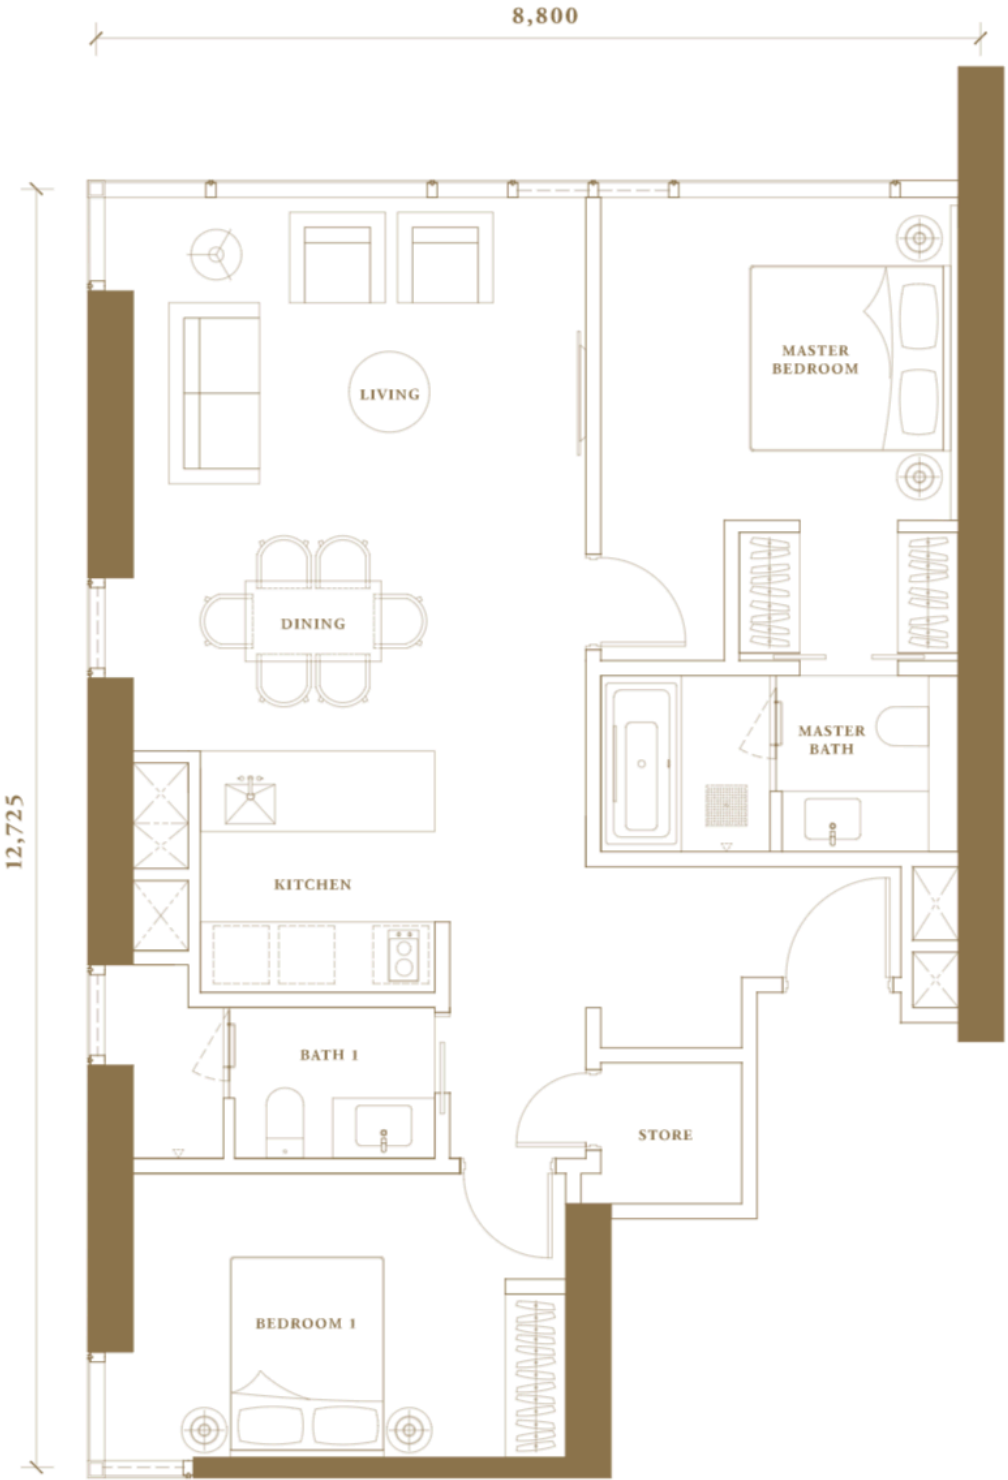 8,800
MASTER
BEDROOM
LIVING
DINING
MASTER
BATH
12,725
KITCHEN
BATH 1
STORE
BEDROOM 1